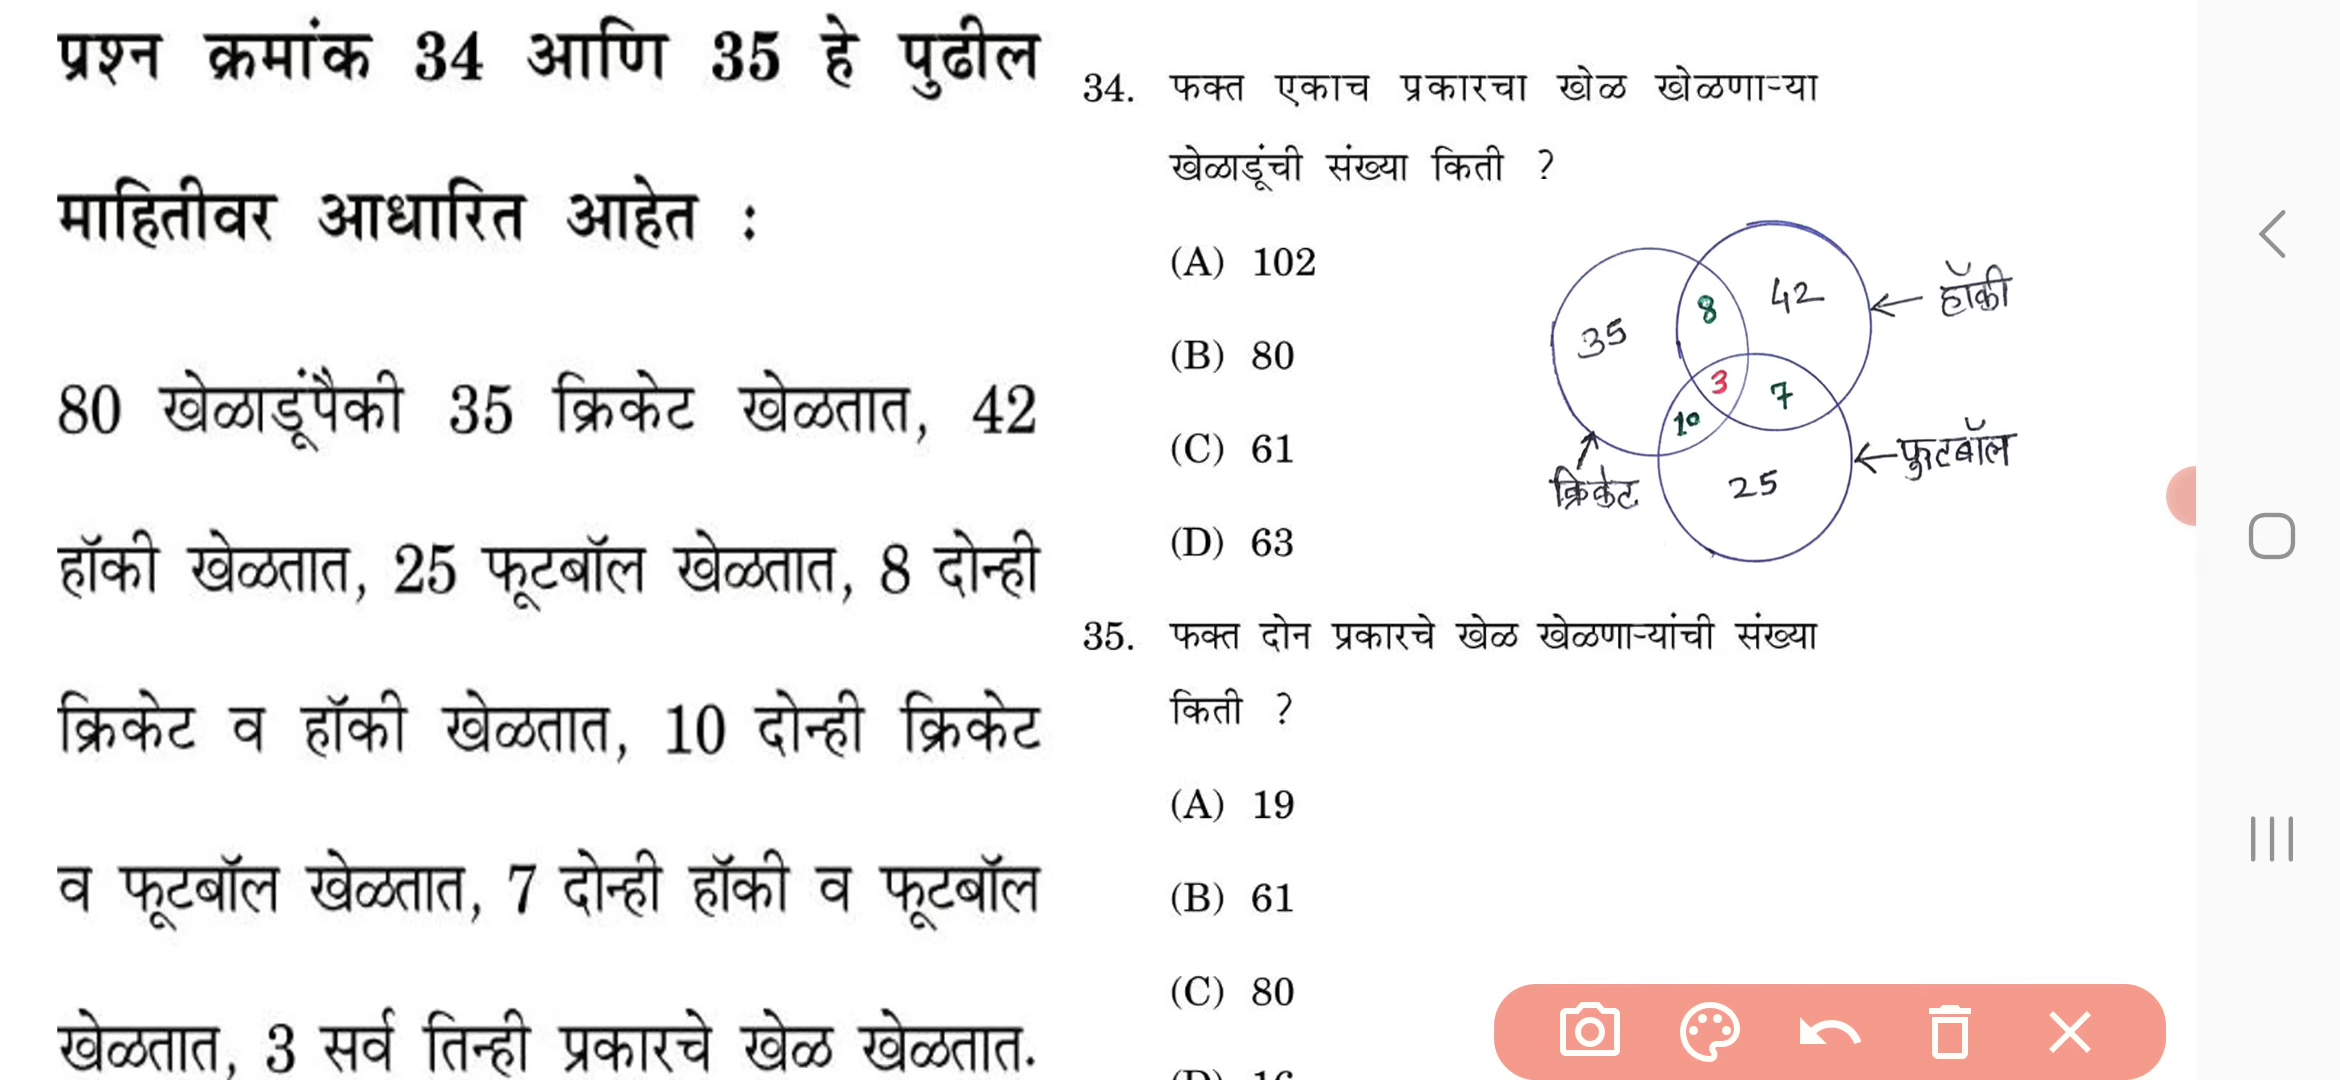 प्रश्न क्रमांक 34 आणि 35 हे पुढील
माहितीवर आधारित आहेत :
80 खेळाडूंपैकी 35 क्रिकेट खेळतात, 42
हॉकी खेळतात, 25 फूटबॉल खेळतात, 8 दोन्ही
क्रिकेट व हॉकी खेळतात, 10 दोन्ही क्रिकेट
व फूटबॉल खेळतात, 7 दोन्ही हॉकी व फूटबॉल
खेळतात, 3 सर्व तिन्ही प्रकारचे खेळ खेळतात.
34. फक्त एकाच प्रकारचा खेळ खेळणाऱ्या
खेळाडूंची संख्या किती ?
(A) 102
(B) 80
(C) 61
(D) 63
35
8
42
हॉकी
3
7
10
क्रिकेट
25
फुटबॉल
35. फक्त दोन प्रकारचे खेळ खेळणाऱ्यांची संख्या
किती ?
(A) 19
(B) 61
(C) 80